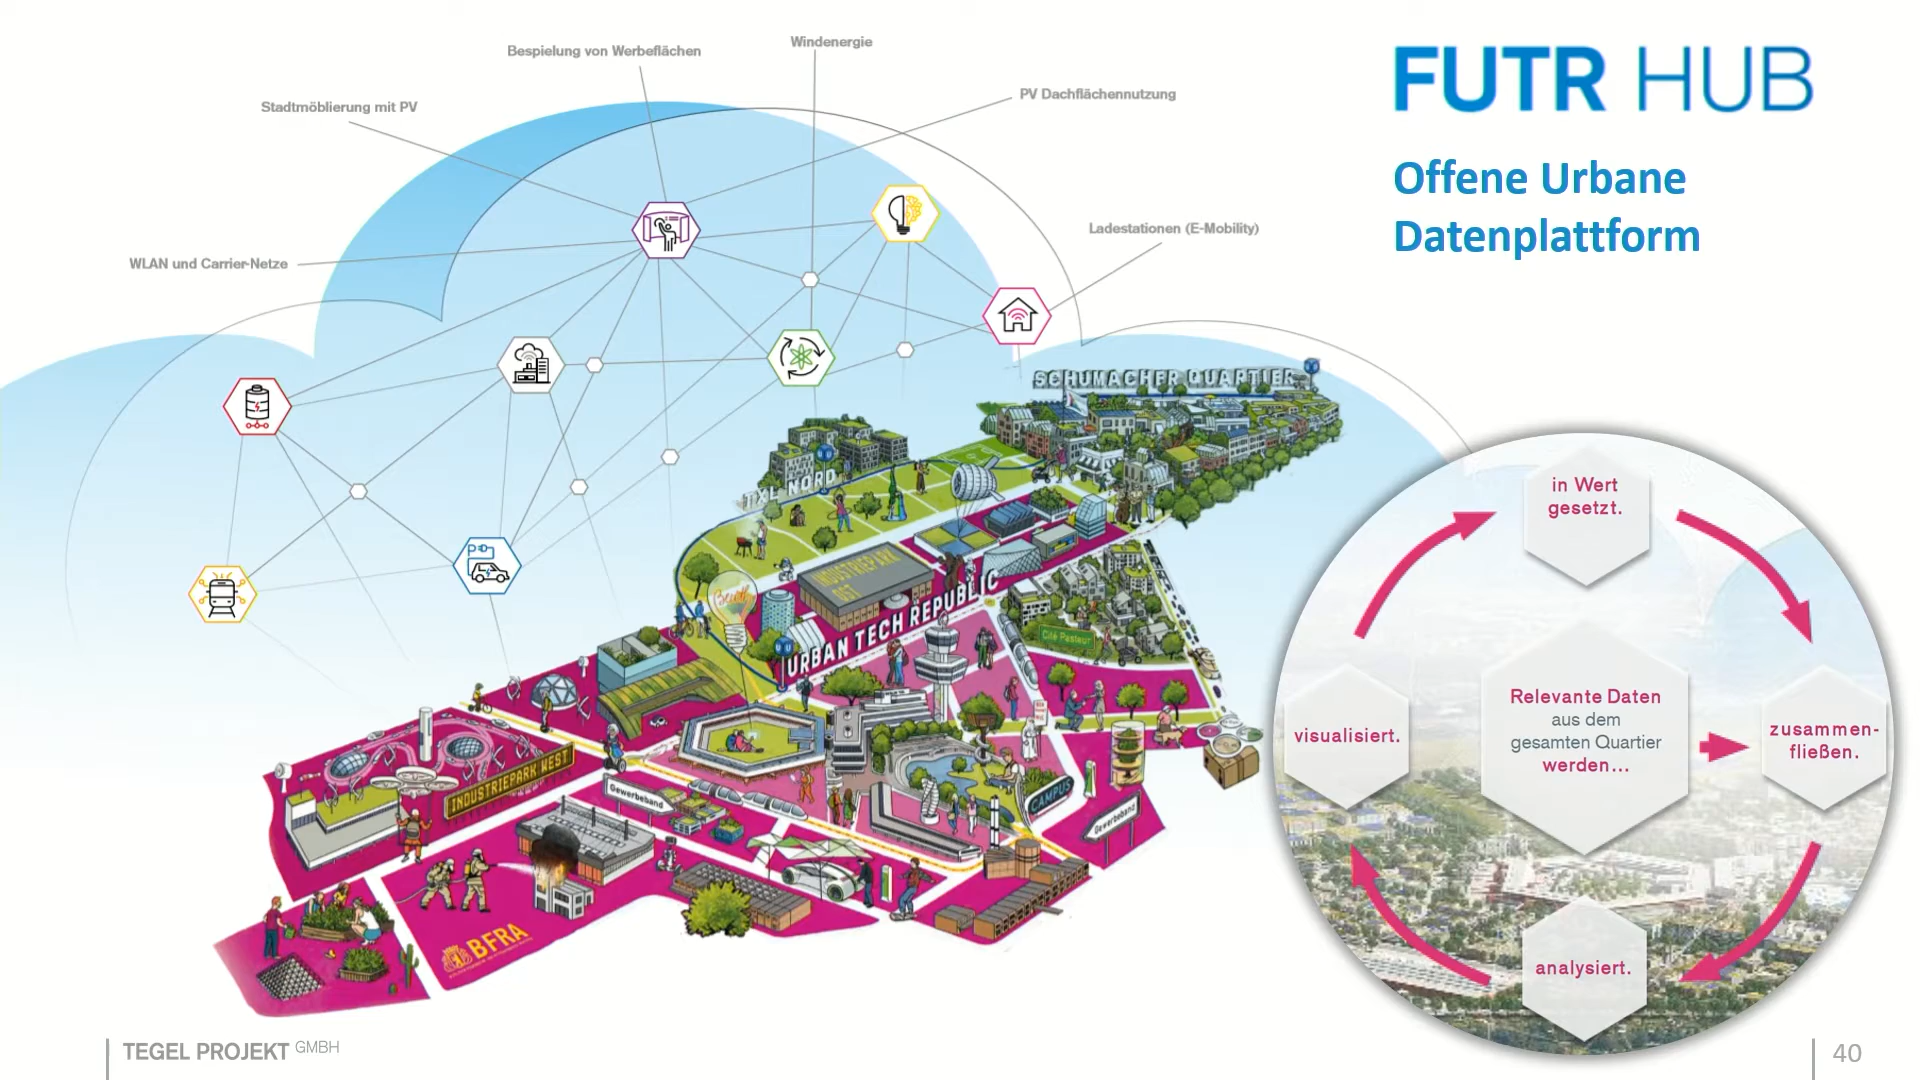 Bespielung von Werbeflächen
Windenergie
Stadtmöblierung mit PV
PV Dachflächennutzung
WLAN und Carrier-Netze
Ladestationen (E-Mobility)
FUTR HUB
Offene Urbane
Datenplattform
SCHUMACHER QUARTIER
TXL NORD
INDUSTRIEPARK
OST
URBAN TECH REPUBLIC
Cité Pasteur
INDUSTRIEPARK WEST
Gewerbeband
CAMPUS
Gewerbeband
BFRA
in Wert
gesetzt.
Relevante Daten
aus dem
gesamten Quartier
werden...
zusammen-
fließen.
visualisiert.
analysiert.
TEGEL PROJEKT GMBH
40